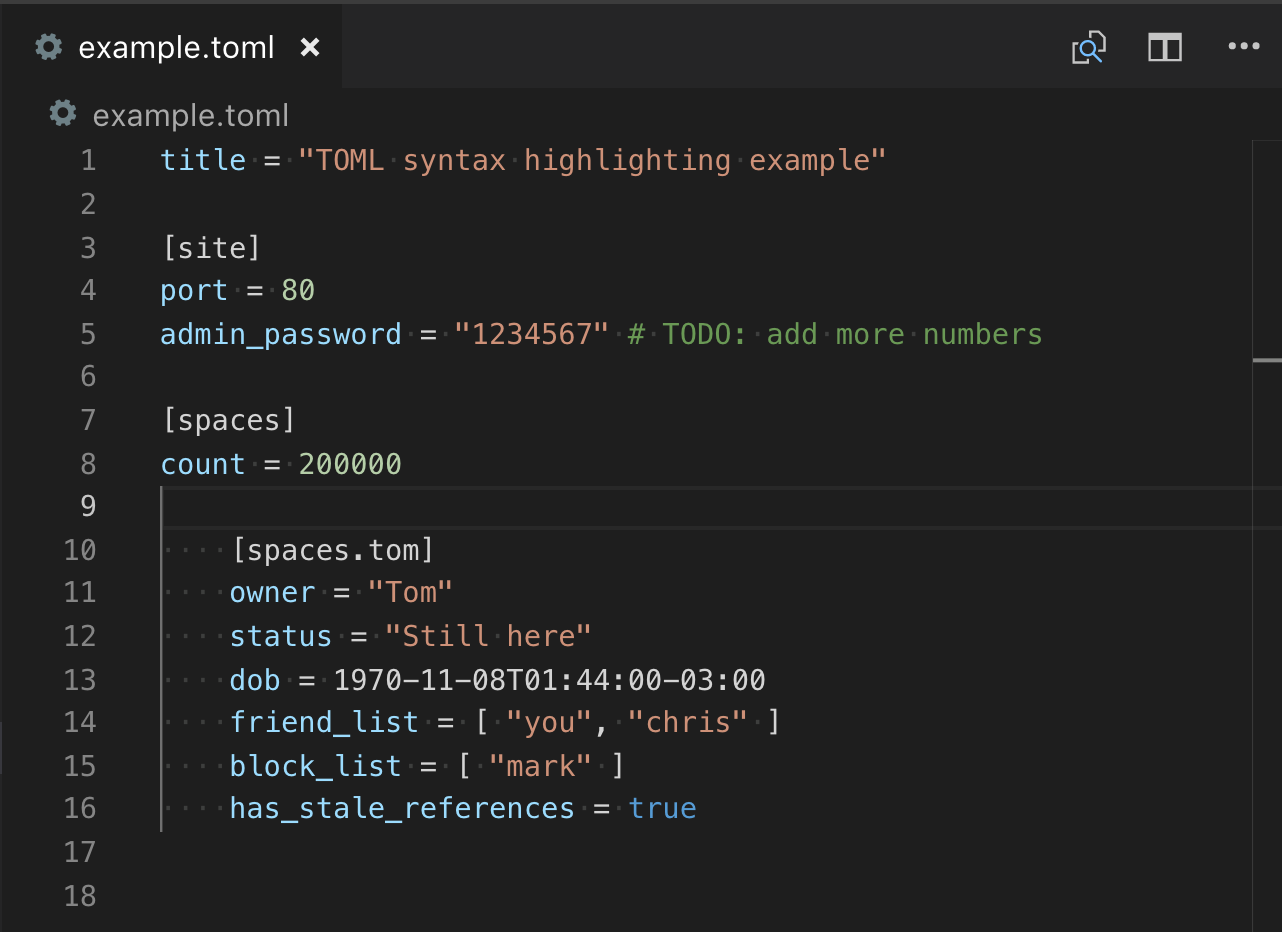 example.toml
example.toml
1 title = "TOML syntax highlighting example"
2
3 [site]
4 port = 80
5 admin_password = "1234567" # TODO: add more numbers
6
7 [spaces]
8 count = 200000
9
10     [spaces.tom]
11     owner = "Tom"
12     status = "Still here"
13     dob = 1970-11-08T01:44:00-03:00
14     friend_list = [ "you", "chris" ]
15     block_list = [ "mark" ]
16     has_stale_references = true
17
18